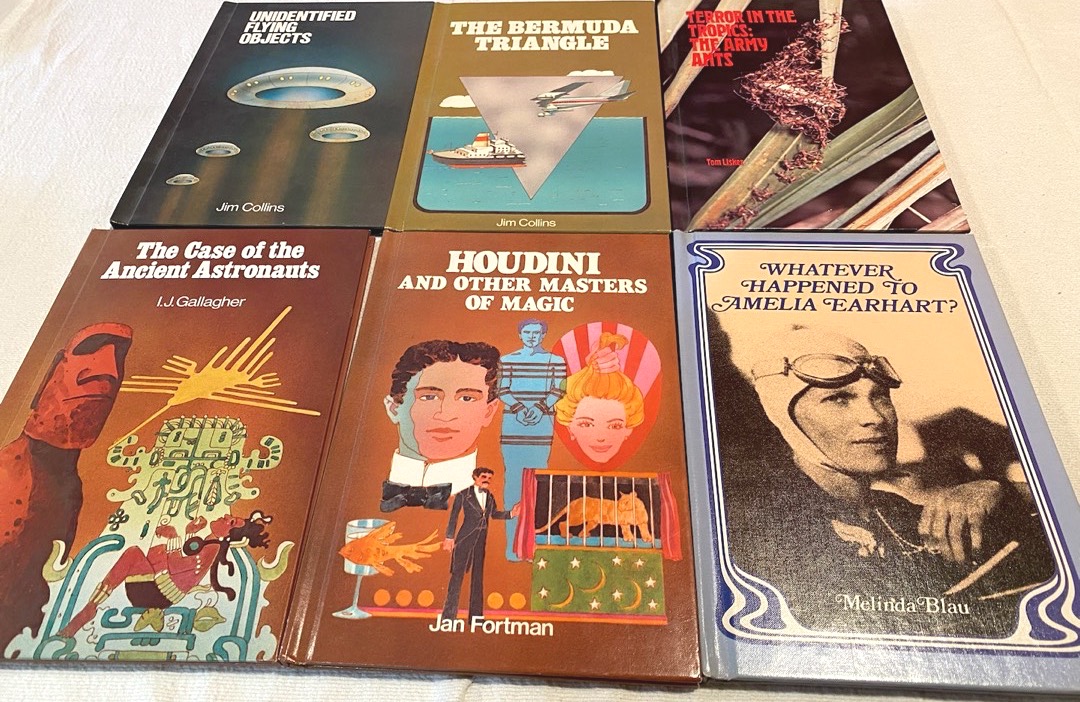 UNIDENTIFIED
FLYING
OBJECTS
Jim Collins
THE BERMUDA
TRIANGLE
Jim Collins
TERROR IN THE
TROPICS:
THE ARMY
ANTS
Tom Lisker
The Case of the
Ancient Astronauts
I.J. Gallagher
HOUDINI
AND OTHER MASTERS
OF MAGIC
Jan Fortman
WHATEVER
HAPPENED TO
AMELIA EARHART?
Melinda Blau